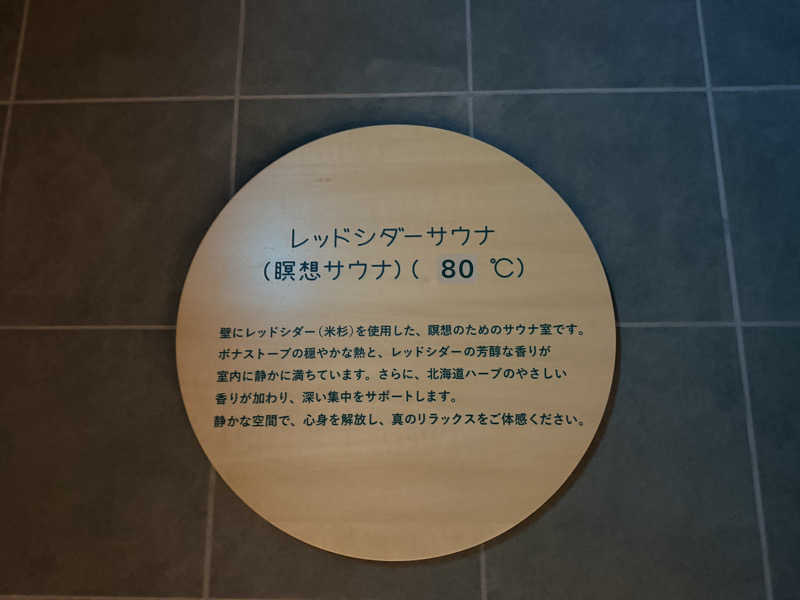 レッドシダーサウナ
(瞑想サウナ)( 80 ℃)
壁にレッドシダー(米杉)を使用した、瞑想のためのサウナ室です。
ボナストーブの穏やかな熱と、レッドシダーの芳醇な香りが
室内に静かに満ちています。さらに、北海道ハーブのやさしい
香りが加わり、深い集中をサポートします。
静かな空間で、心身を解放し、真のリラックスをご体感ください。